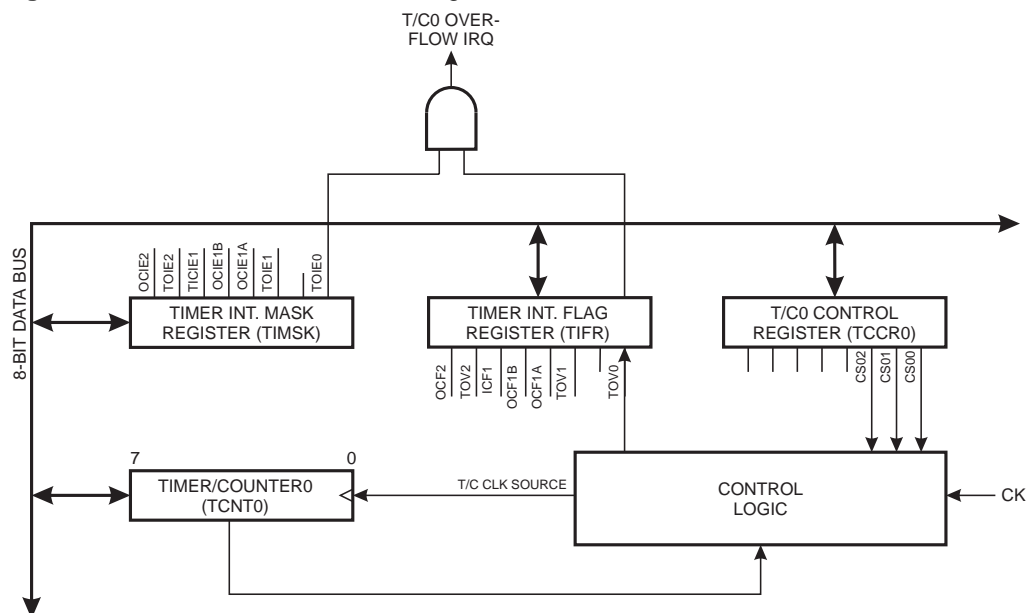 T/C0 OVER-
FLOW IRQ
8-BIT DATA BUS
OCIE2
TOIE2
TICIE1
OCIE1B
OCIE1A
TOIE1
TOIE0
TIMER INT. MASK
REGISTER (TIMSK)
TIMER INT. FLAG
REGISTER (TIFR)
T/C0 CONTROL
REGISTER (TCCR0)
OCF2
TOV2
ICF1
OCF1B
OCF1A
TOV1
TOV0
CS02
CS01
CS00
7
0
TIMER/COUNTER0
(TCNT0)
T/C CLK SOURCE
CONTROL
LOGIC
CK